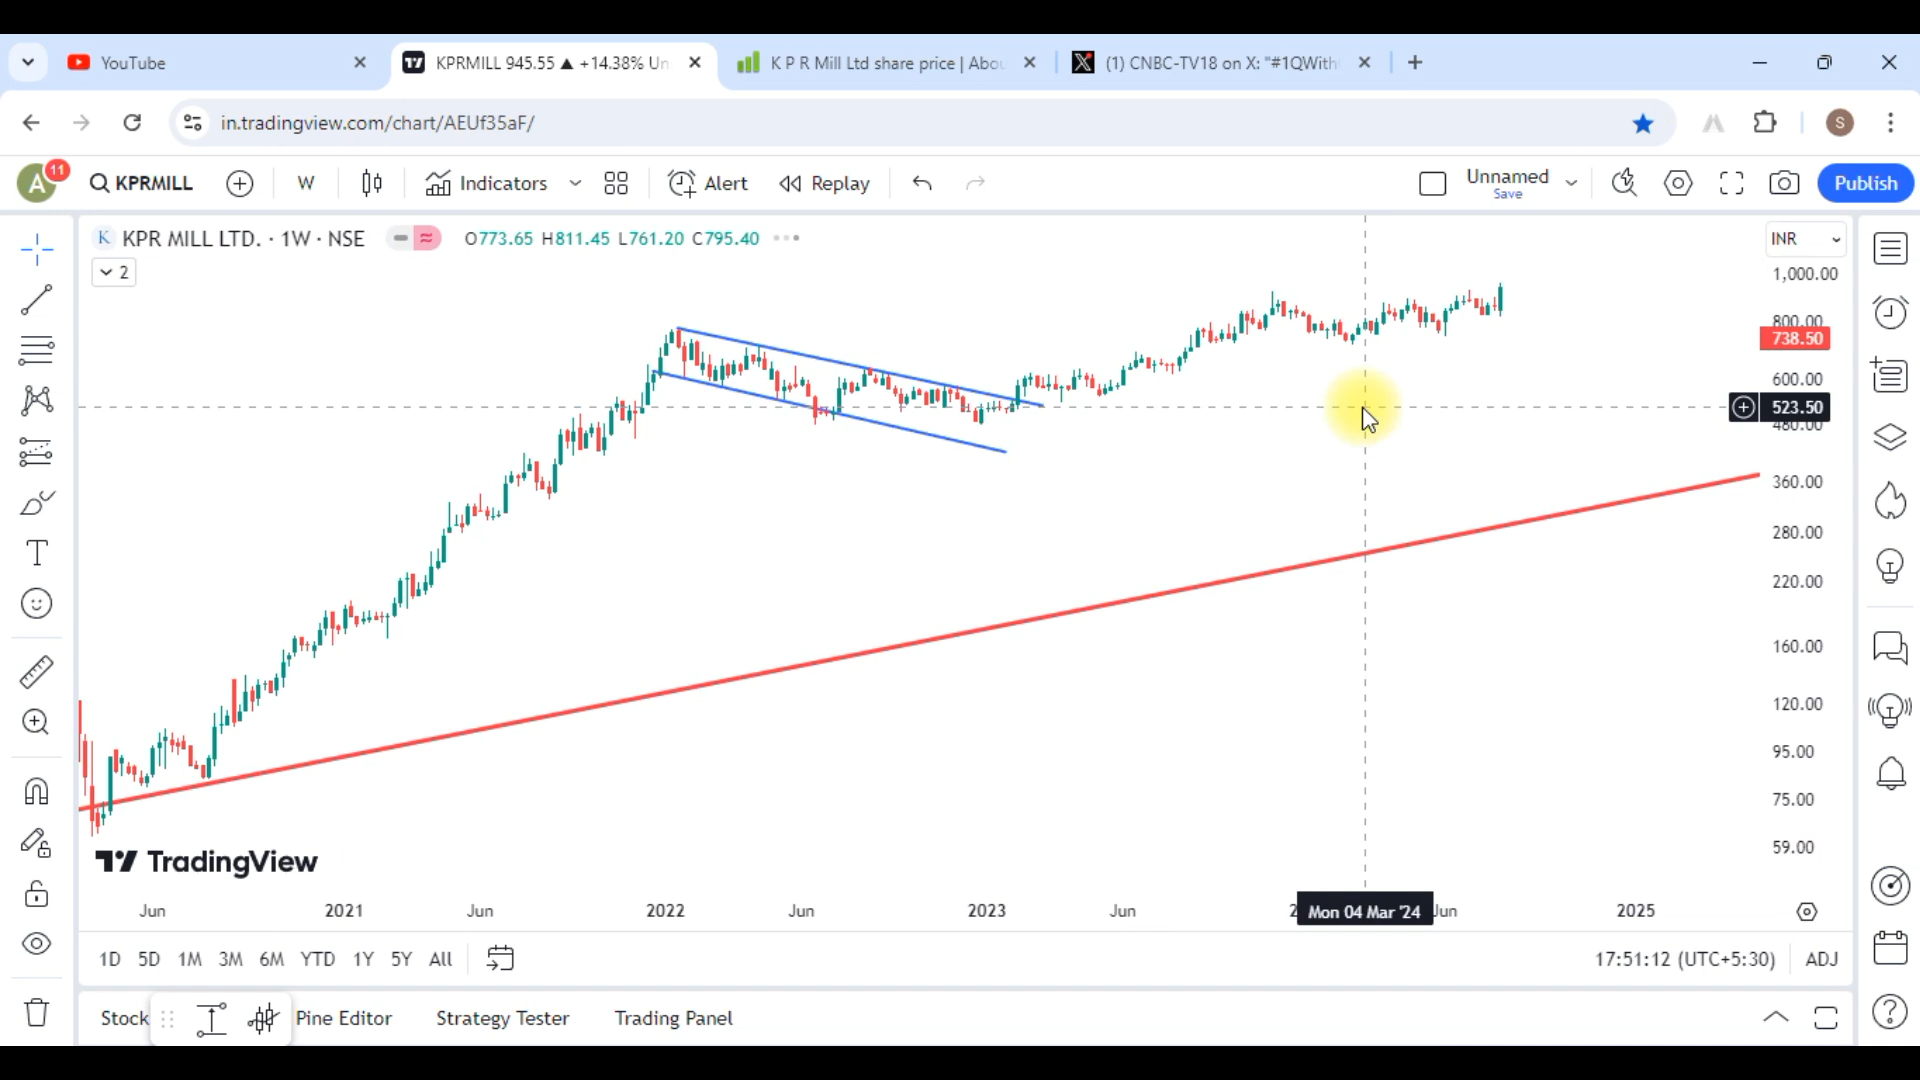 YouTube
KPRMILL 945.55 ▲ +14.38% Un
K P R Mill Ltd share price | Abou
(1) CNBC-TV18 on X: "#1QWith
in.tradingview.com/chart/AEUf35aF/
S
A
11
KPRMILL
W
Indicators
Alert
Replay
Unnamed
Save
Publish
K KPR MILL LTD. · 1W · NSE
O773.65 H811.45 L761.20 C795.40
INR
2
1,000.00
800.00
738.50
600.00
523.50
480.00
360.00
280.00
220.00
160.00
120.00
95.00
75.00
59.00
TradingView
Jun 2021 Jun 2022 Jun 2023 Jun 2 Mon 04 Mar '24 Jun 2025
1D 5D 1M 3M 6M YTD 1Y 5Y All
17:51:12 (UTC+5:30) ADJ
Stock Pine Editor Strategy Tester Trading Panel